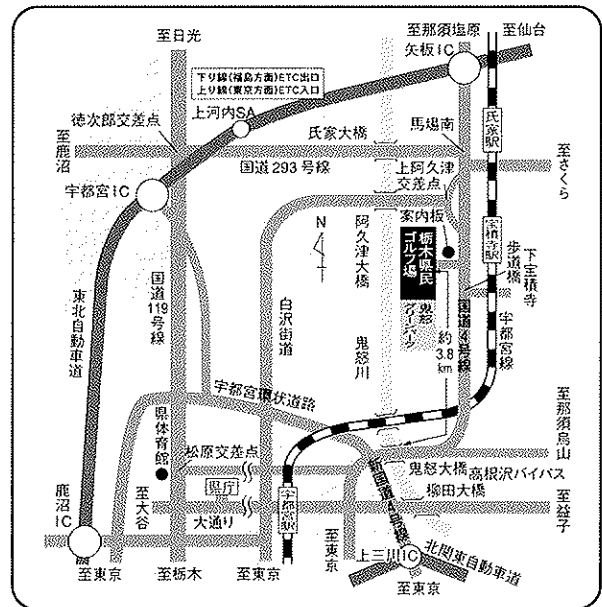 至日光
至那須塩原
至仙台
矢板IC
下り線(福島方面)ETC出口
上り線(東京方面)ETC入口
上河内SA
徳次郎交差点
氏家大橋
馬場南
氏家駅
至鹿沼
国道293号線
至さくら
上阿久津
交差点
宇都宮IC
案内板
N
阿久津大橋
栃木県民
ゴルフ場
宝積寺駅
歩道橋
下宝積寺
東北自動車道
国道119号線
白沢街道
鬼怒川
鬼怒
グリーンパーク
約3.8km
国道4号線
宇都宮線
宇都宮環状道路
県体育館
松原交差点
至那須烏山
鬼怒大橋
高根沢バイパス
県庁
柳田大橋
鹿沼IC
至大谷
大通り
宇都宮駅
新国道4号線
至益子
上三川IC
北関東自動車道
至東京
至栃木
至東京
至東京
至東京